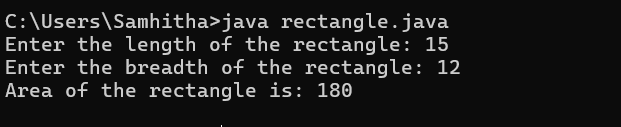 C:\Users\Samhitha>java rectangle.java
Enter the length of the rectangle: 15
Enter the breadth of the rectangle: 12
Area of the rectangle is: 180